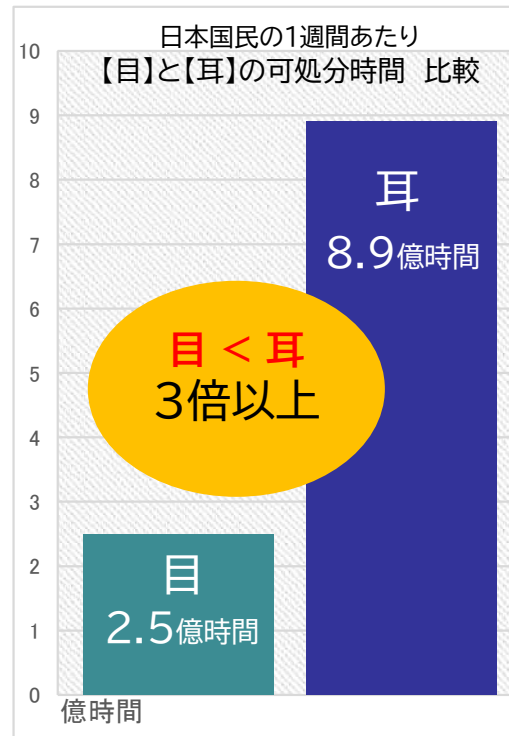 日本国民の1週間あたり
【目】と【耳】の可処分時間 比較
10
9
8
7
6
5
4
3
2
1
0
耳
8.9億時間
目 < 耳
3倍以上
目
2.5億時間
億時間